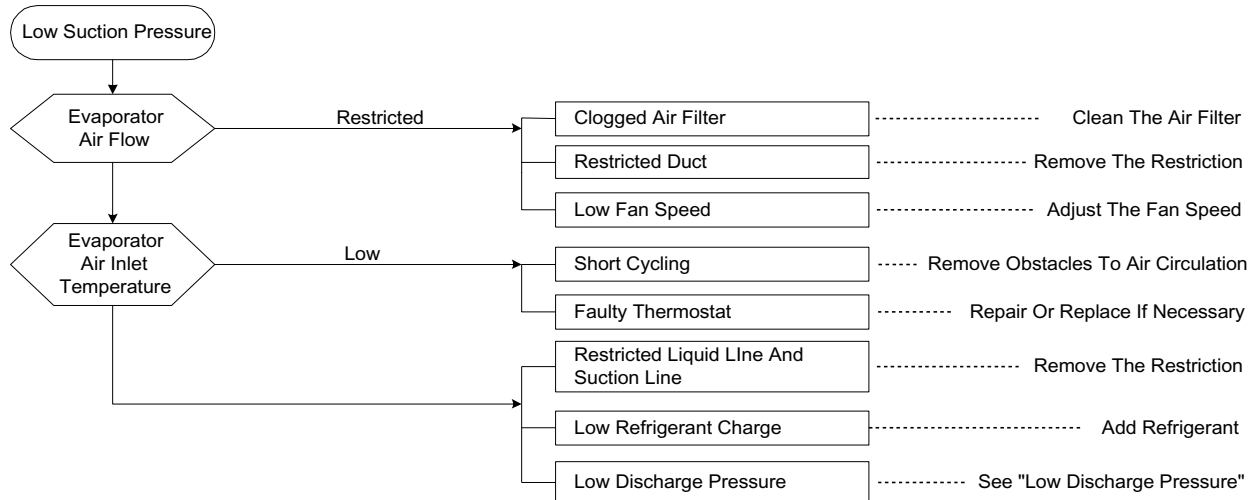 Low Suction Pressure
Evaporator
Air Flow
Restricted
Clogged Air Filter
Clean The Air Filter
Restricted Duct
Remove The Restriction
Low Fan Speed
Adjust The Fan Speed
Evaporator
Air Inlet
Temperature
Low
Short Cycling
Remove Obstacles To Air Circulation
Faulty Thermostat
Repair Or Replace If Necessary
Restricted Liquid LIne And
Suction Line
Remove The Restriction
Low Refrigerant Charge
Add Refrigerant
Low Discharge Pressure
See "Low Discharge Pressure"